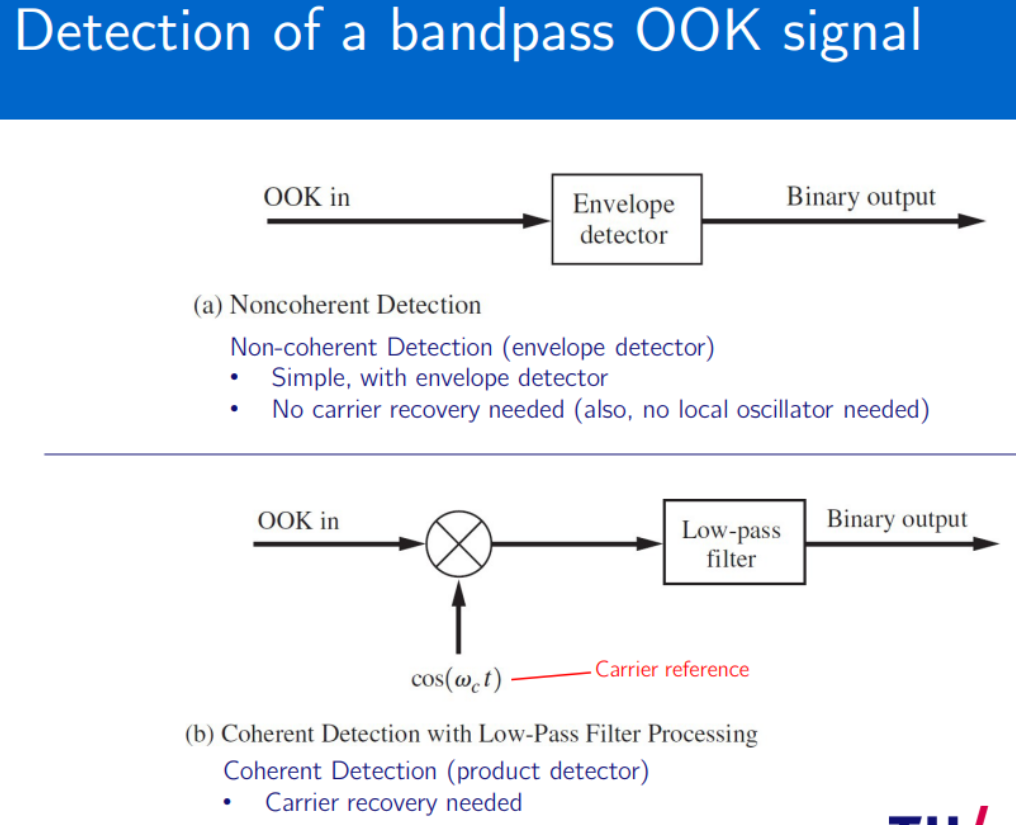 Detection of a bandpass OOK signal
OOK in
Envelope
detector
Binary output
(a) Noncoherent Detection
Non-coherent Detection (envelope detector)
• Simple, with envelope detector
• No carrier recovery needed (also, no local oscillator needed)
OOK in
Low-pass
filter
Binary output
cos(ω_c t)
Carrier reference
(b) Coherent Detection with Low-Pass Filter Processing
Coherent Detection (product detector)
• Carrier recovery needed